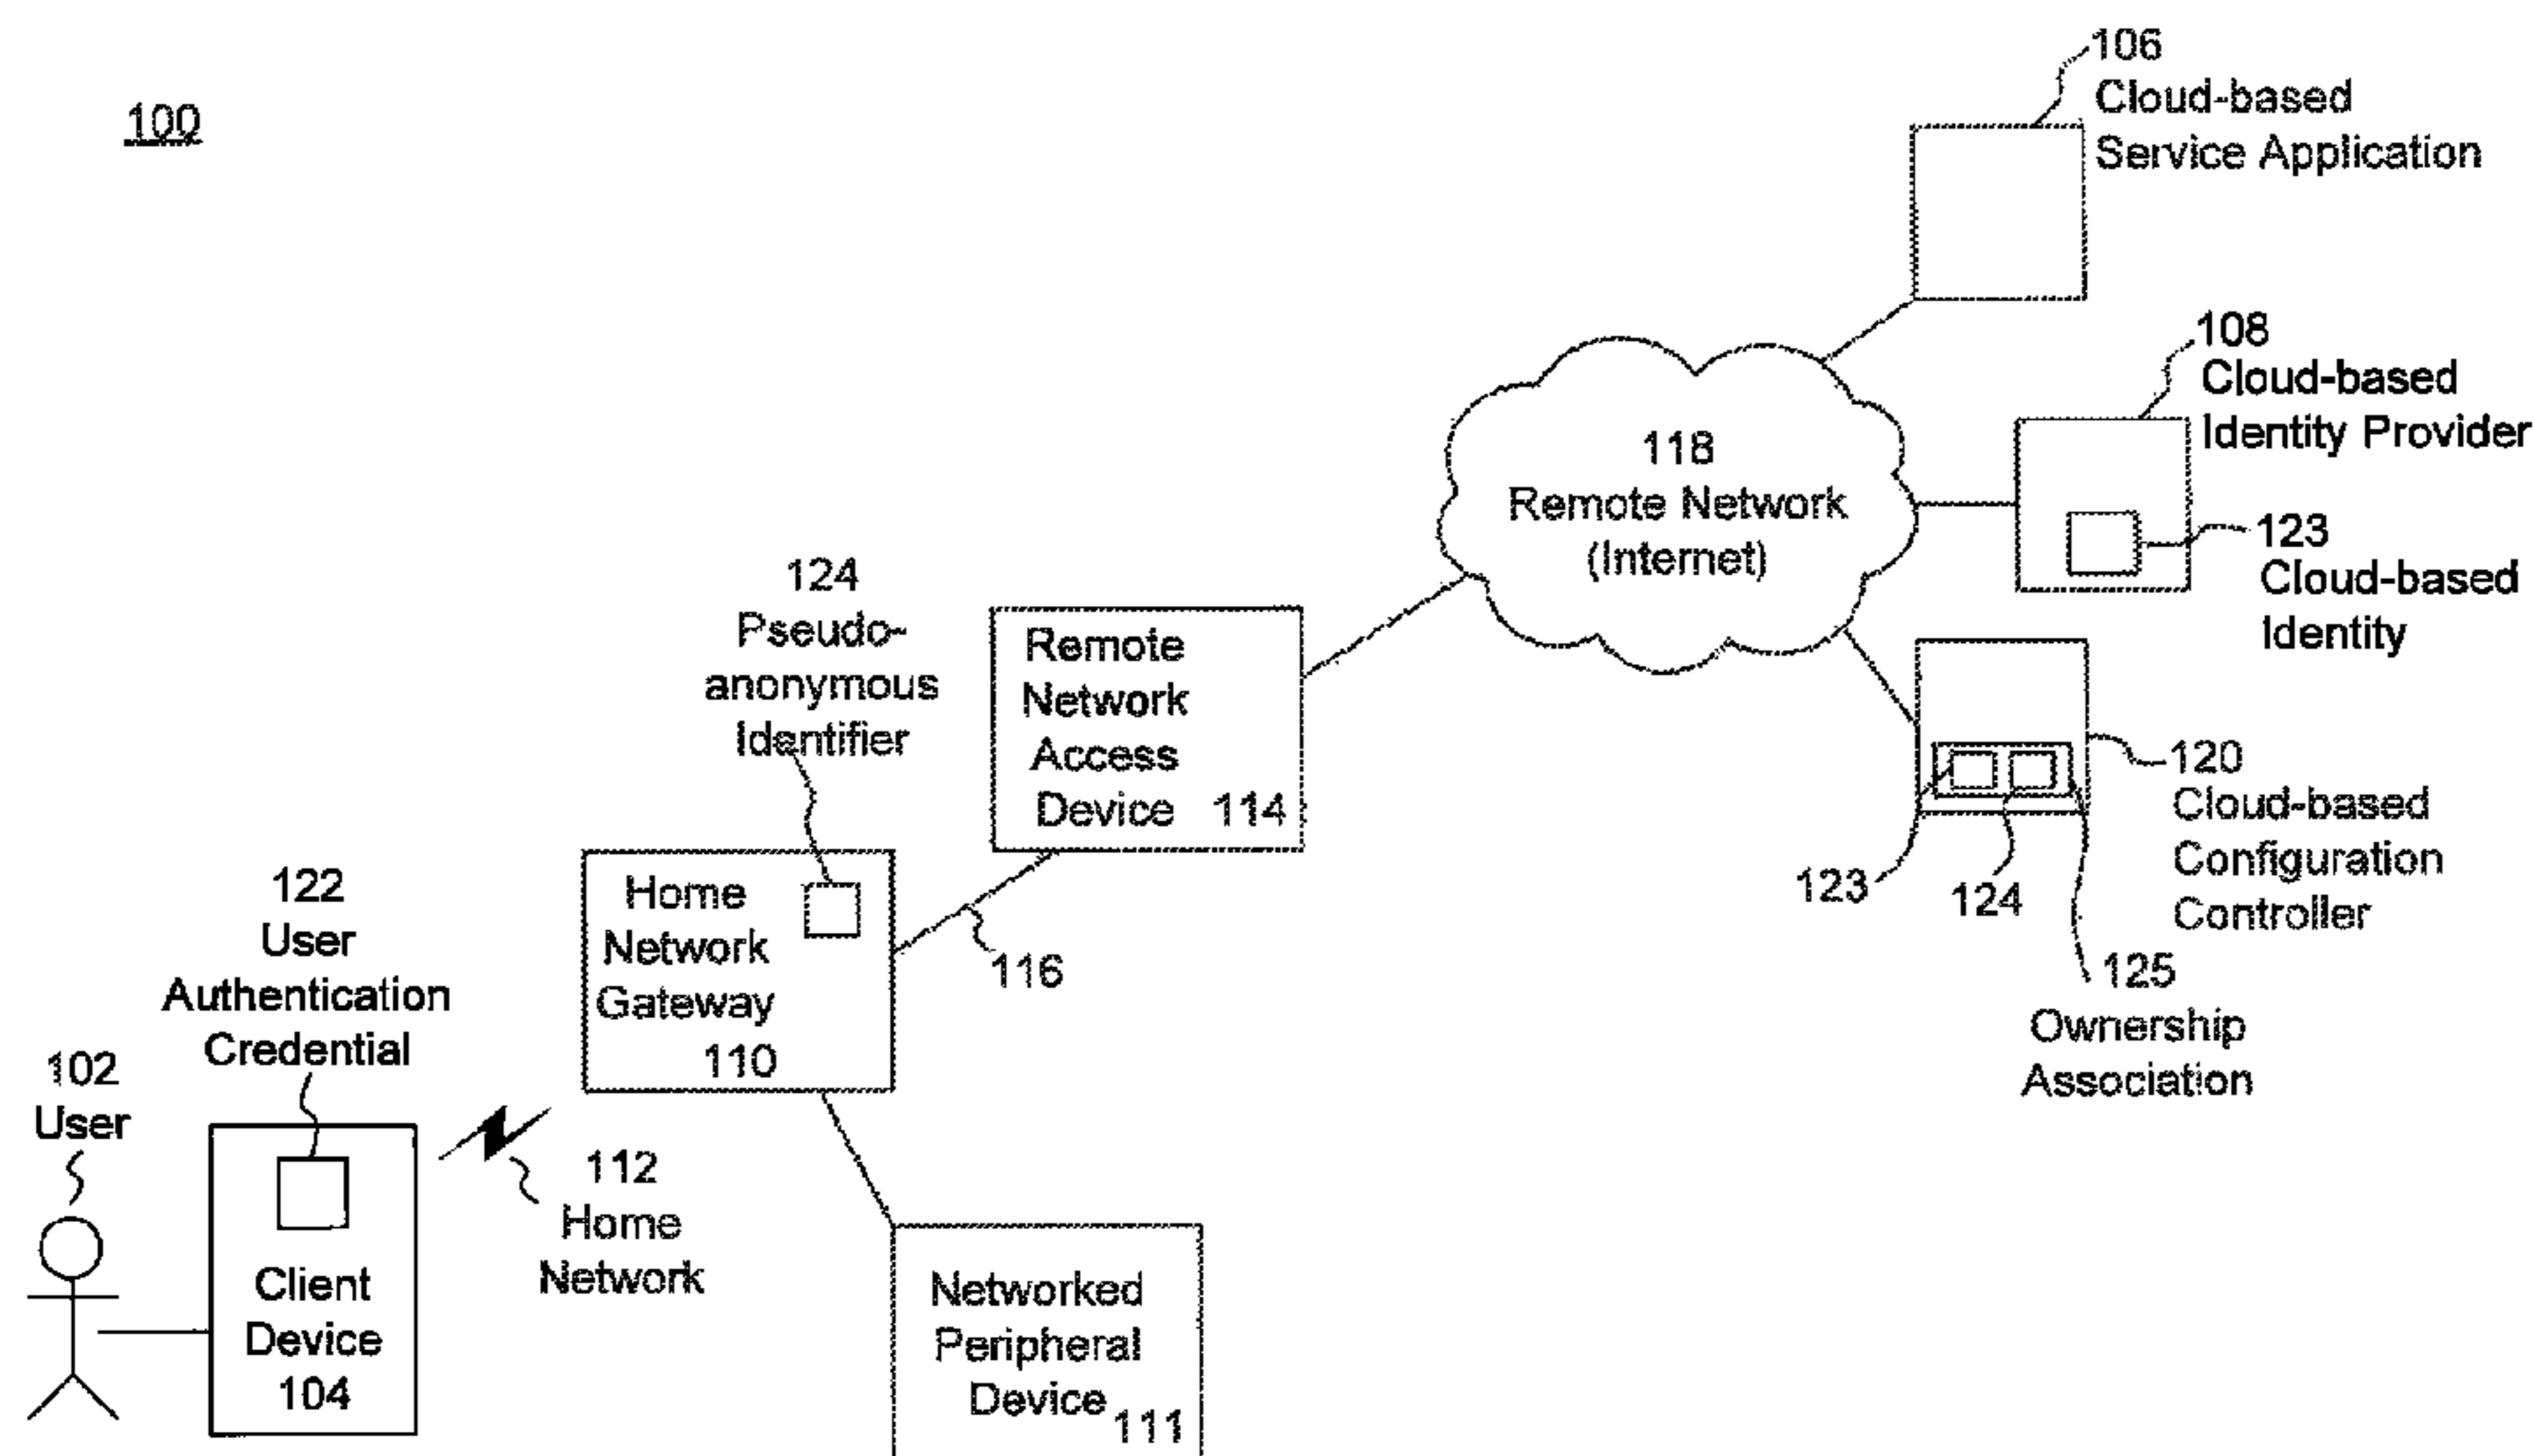 100
106
Cloud-based
Service Application
108
Cloud-based
Identity Provider
123
Cloud-based
Identity
118
Remote Network
(Internet)
124
Pseudo-
anonymous
Identifier
Remote
Network
Access
Device 114
120
Cloud-based
Configuration
Controller
123
124
125
Ownership
Association
122
User
Authentication
Credential
Home
Network
Gateway
110
116
102
User
112
Home
Network
Client
Device
104
Networked
Peripheral
Device 111